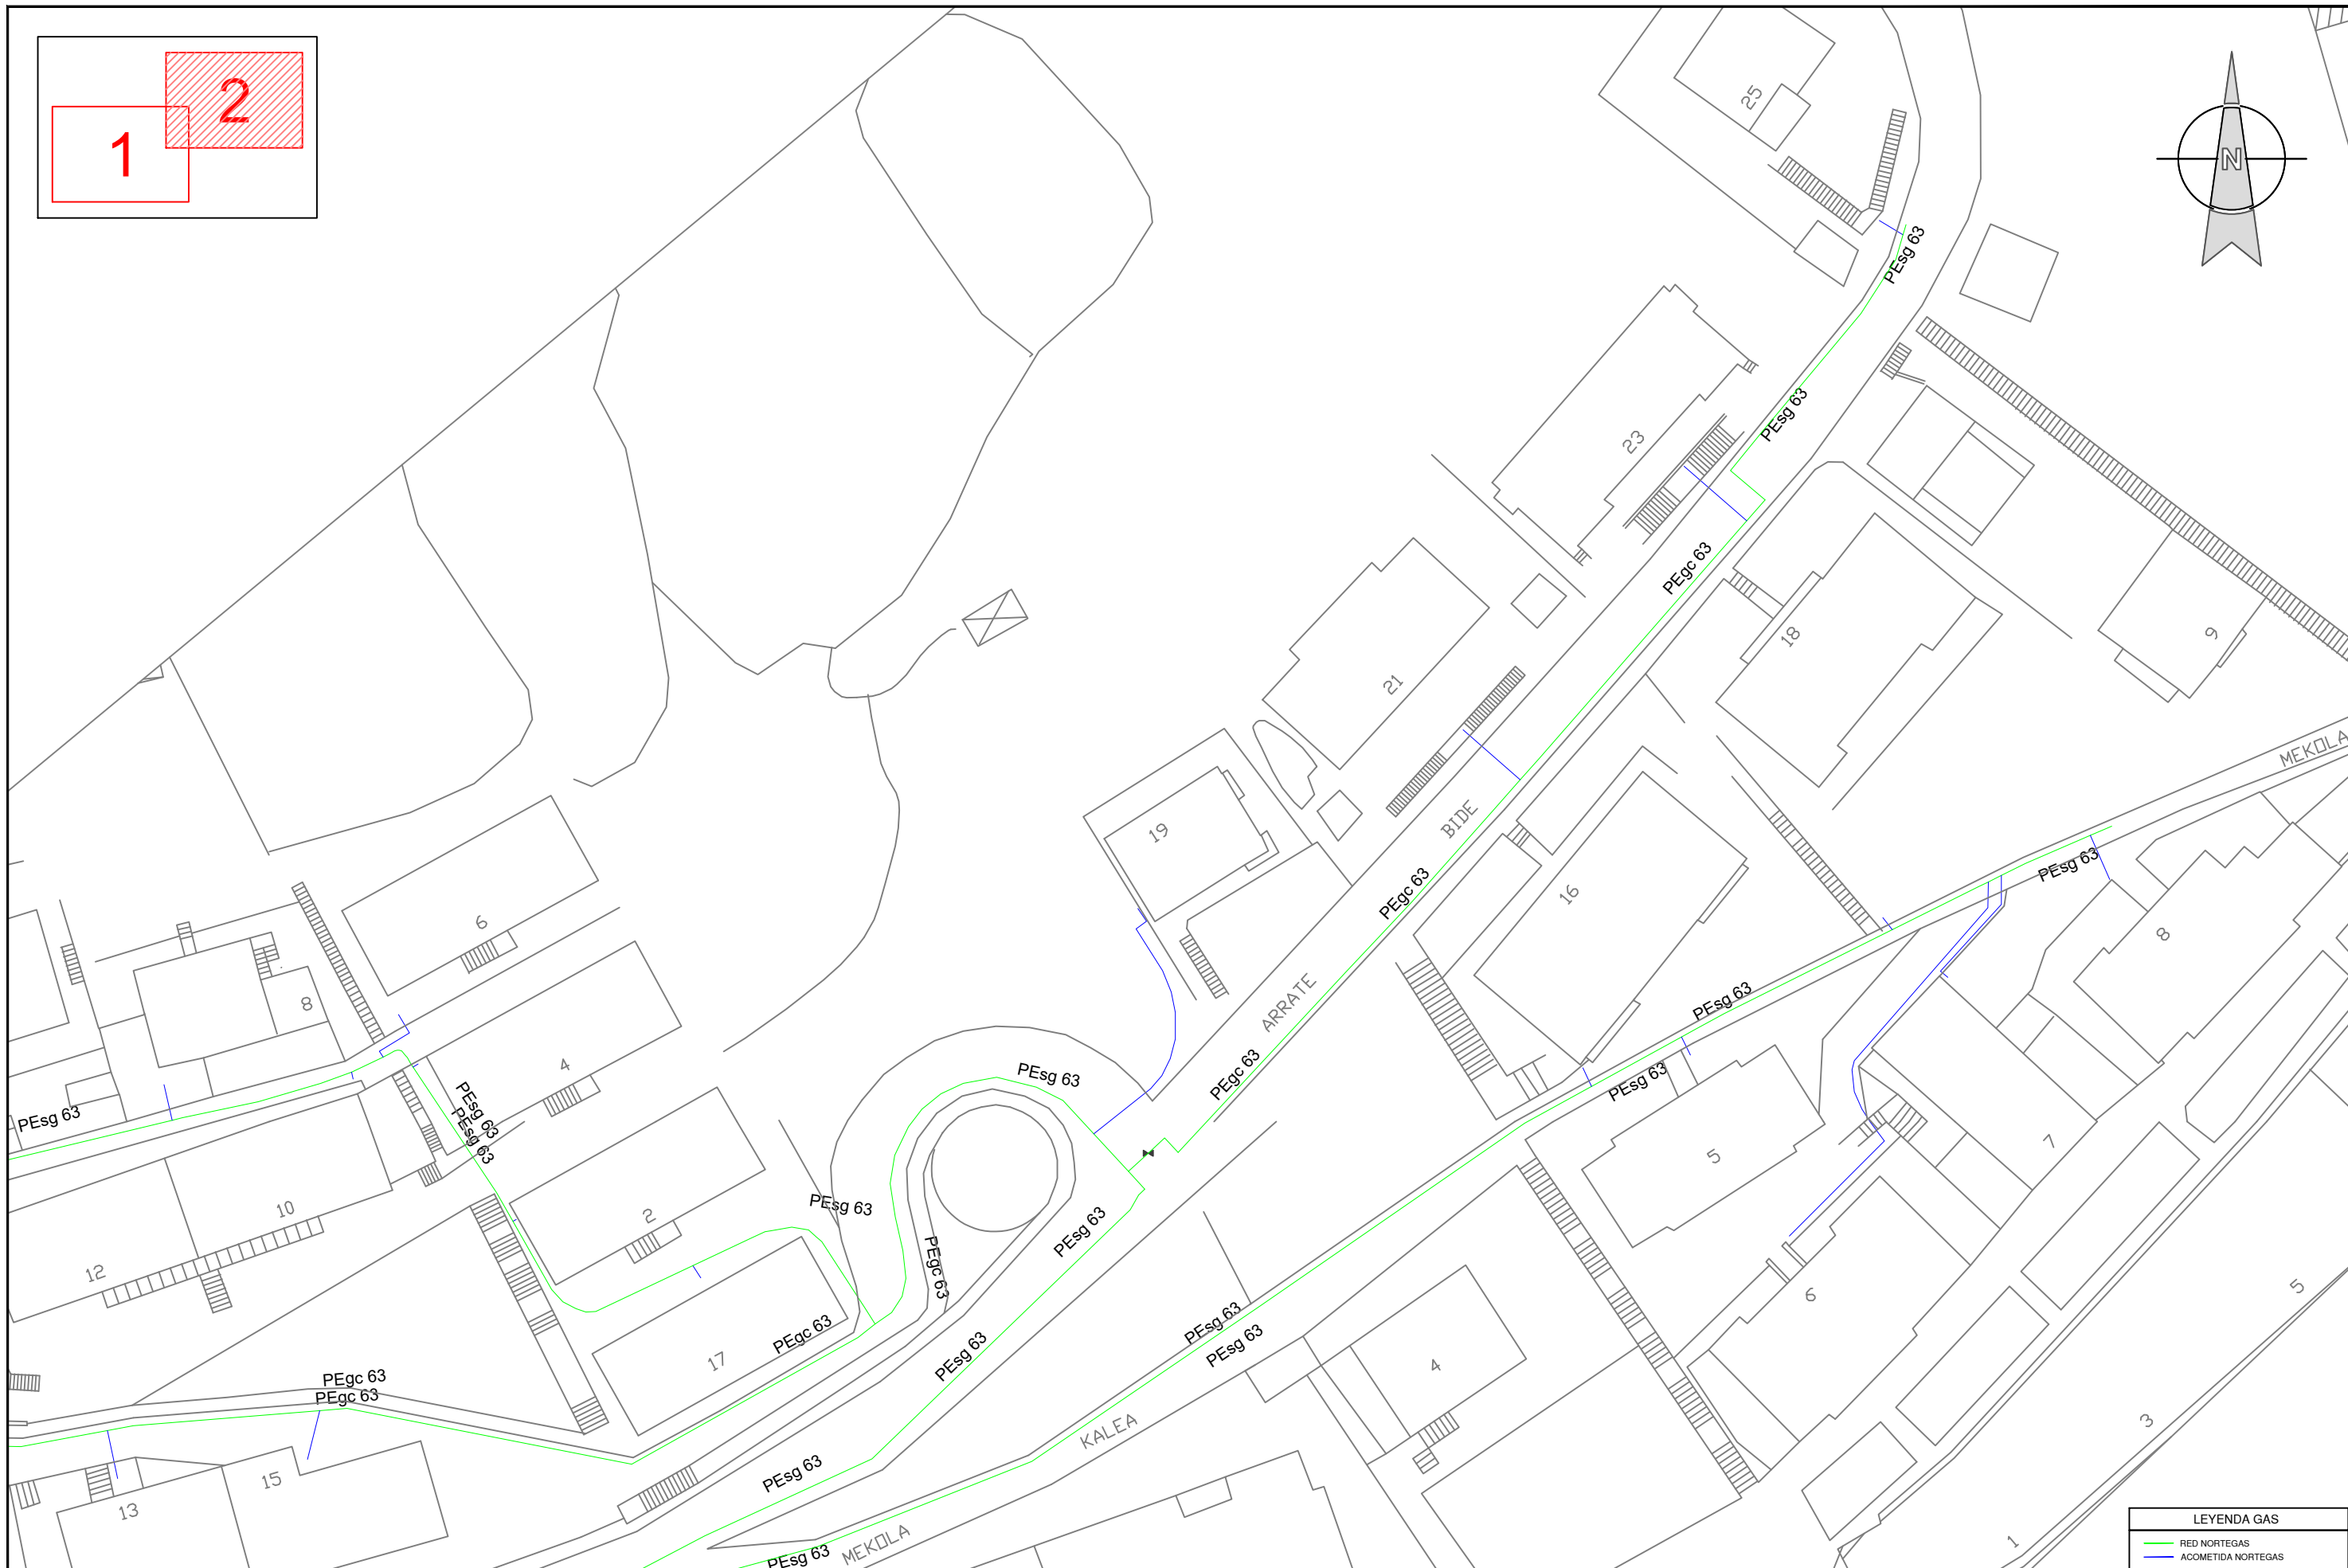 2
1
25
N
PEsg 63
PEsg 63
23
PEgc 63
18
9
21
MEKOLA
BIDE
19
PEsg 63
PEgc 63
16
6
8
8
PEsg 63
ARRATE
4
PEsg 63
PEgc 63
PEsg 63
PEsg 63
PEsg 63
PEsg 63
7
5
10
2
PEsg 63
PEsg 63
PEgc 63
12
6
5
PEsg 63
PEgc 63
PEsg 63
PEsg 63
17
4
PEgc 63
PEgc 63
3
KALEA
15
PEsg 63
13
LEYENDA GAS
MEKOLA
1
RED NORTEGAS
PEsg 63
ACOMETIDA NORTEGAS